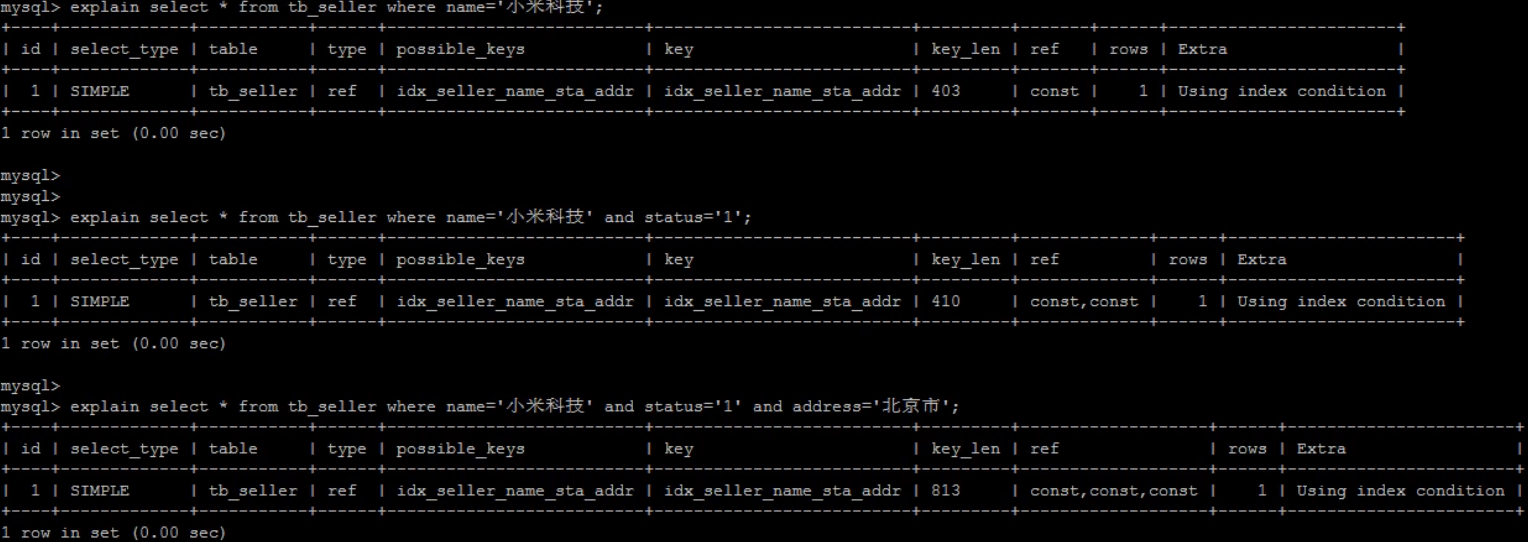 mysql> explain select * from tb_seller where name='小米科技';
+----+-------------+-----------+------+--------------------------+--------------------------+---------+-------+------+-----------------------+
| id | select_type | table     | type | possible_keys            | key                      | key_len | ref   | rows | Extra                 |
+----+-------------+-----------+------+--------------------------+--------------------------+---------+-------+------+-----------------------+
|  1 | SIMPLE      | tb_seller | ref  | idx_seller_name_sta_addr | idx_seller_name_sta_addr | 403     | const |    1 | Using index condition |
+----+-------------+-----------+------+--------------------------+--------------------------+---------+-------+------+-----------------------+
1 row in set (0.00 sec)
mysql>
mysql>
mysql> explain select * from tb_seller where name='小米科技' and status='1';
+----+-------------+-----------+------+--------------------------+--------------------------+---------+-------------+------+-----------------------+
| id | select_type | table     | type | possible_keys            | key                      | key_len | ref         | rows | Extra                 |
+----+-------------+-----------+------+--------------------------+--------------------------+---------+-------------+------+-----------------------+
|  1 | SIMPLE      | tb_seller | ref  | idx_seller_name_sta_addr | idx_seller_name_sta_addr | 410     | const,const |    1 | Using index condition |
+----+-------------+-----------+------+--------------------------+--------------------------+---------+-------------+------+-----------------------+
1 row in set (0.00 sec)
mysql>
mysql> explain select * from tb_seller where name='小米科技' and status='1' and address='北京市';
+----+-------------+-----------+------+--------------------------+--------------------------+---------+-------------------+------+-----------------------+
| id | select_type | table     | type | possible_keys            | key                      | key_len | ref               | rows | Extra                 |
+----+-------------+-----------+------+--------------------------+--------------------------+---------+-------------------+------+-----------------------+
|  1 | SIMPLE      | tb_seller | ref  | idx_seller_name_sta_addr | idx_seller_name_sta_addr | 813     | const,const,const |    1 | Using index condition |
+----+-------------+-----------+------+--------------------------+--------------------------+---------+-------------------+------+-----------------------+
1 row in set (0.00 sec)